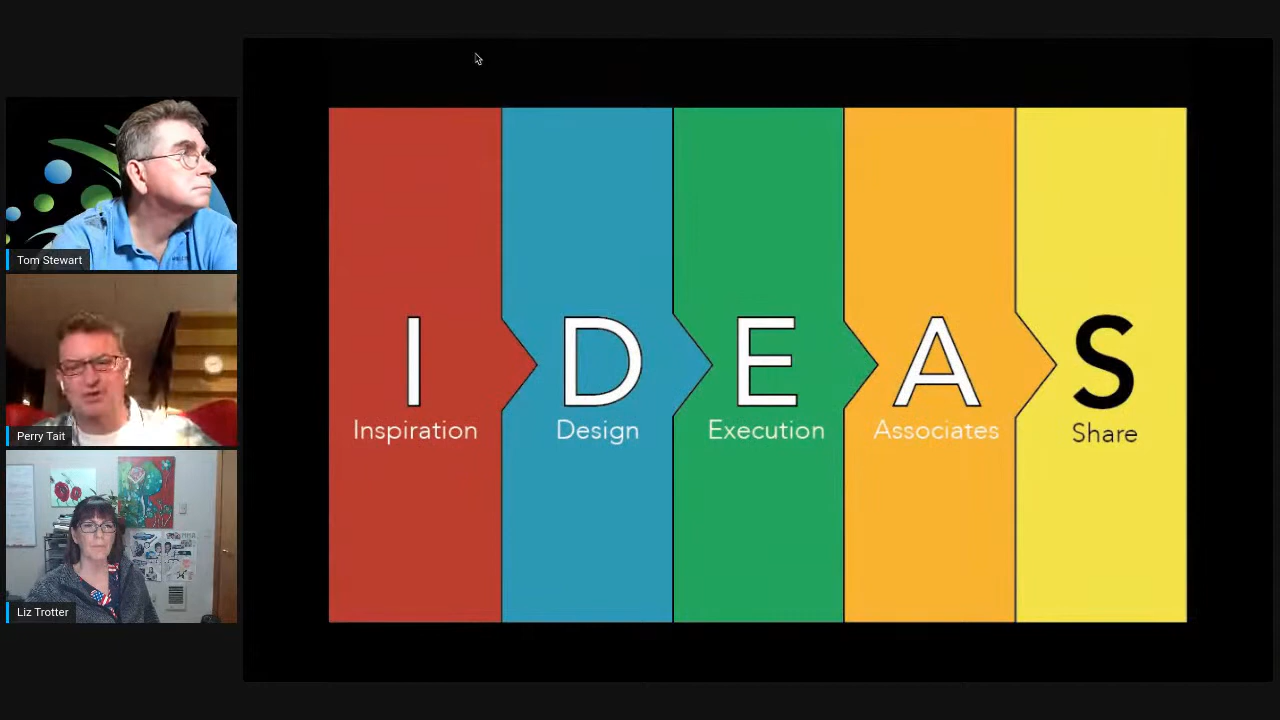 Tom Stewart
Perry Tait
Liz Trotter
I D E A S
Inspiration Design Execution Associates Share